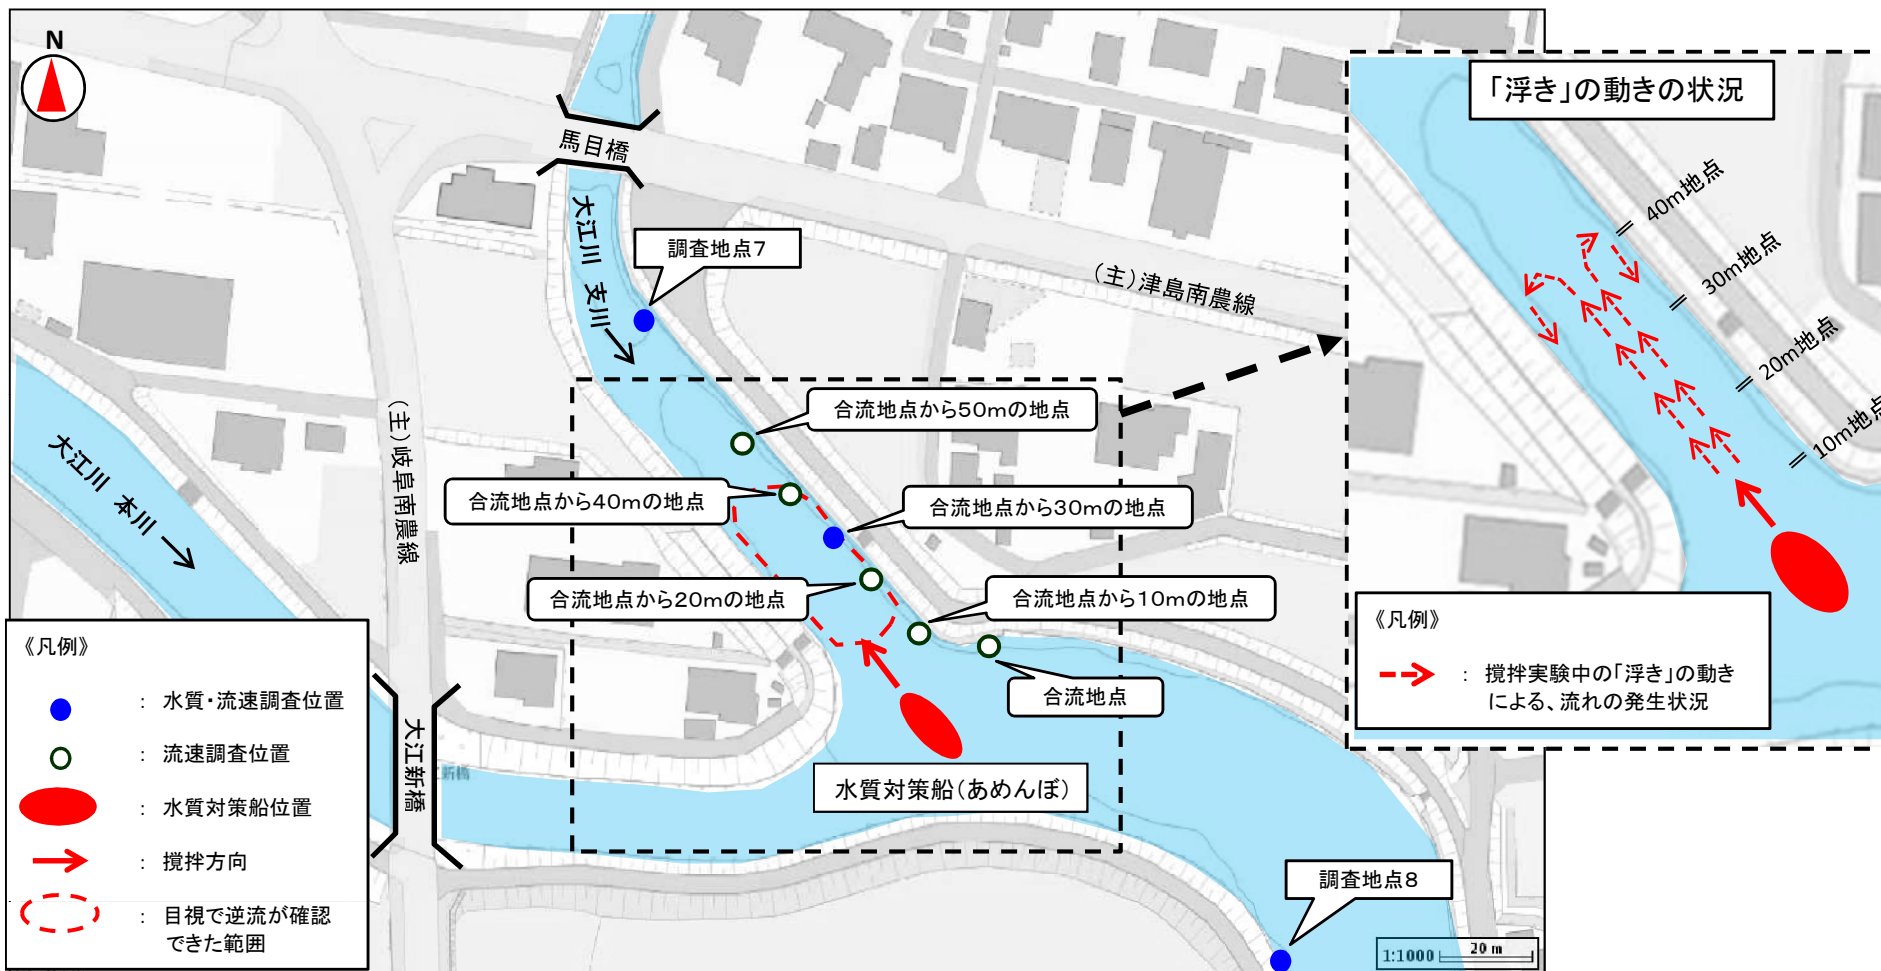 N
馬目橋
大江川 支川
調査地点7
(主)津島南農線
合流地点から50mの地点
合流地点から40mの地点
合流地点から30mの地点
合流地点から20mの地点
合流地点から10mの地点
合流地点
水質対策船(あめんぼ)
大江川 本川
(主)岐阜南農線
大江新橋
新橋
調査地点8
1:1000 20 m
《凡例》
: 水質・流速調査位置
: 流速調査位置
: 水質対策船位置
: 撹拌方向
: 目視で逆流が確認
できた範囲
「浮き」の動きの状況
40m地点
30m地点
20m地点
10m地点
《凡例》
: 撹拌実験中の「浮き」の動き
による、流れの発生状況